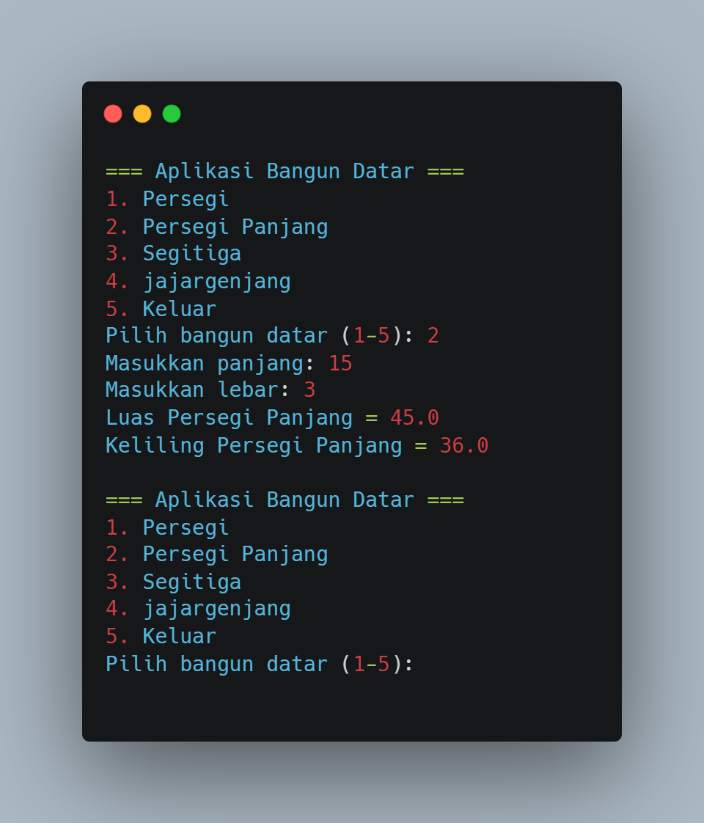 === Aplikasi Bangun Datar ===
1. Persegi
2. Persegi Panjang
3. Segitiga
4. jajargenjang
5. Keluar
Pilih bangun datar (1-5): 2
Masukkan panjang: 15
Masukkan lebar: 3
Luas Persegi Panjang = 45.0
Keliling Persegi Panjang = 36.0

=== Aplikasi Bangun Datar ===
1. Persegi
2. Persegi Panjang
3. Segitiga
4. jajargenjang
5. Keluar
Pilih bangun datar (1-5):